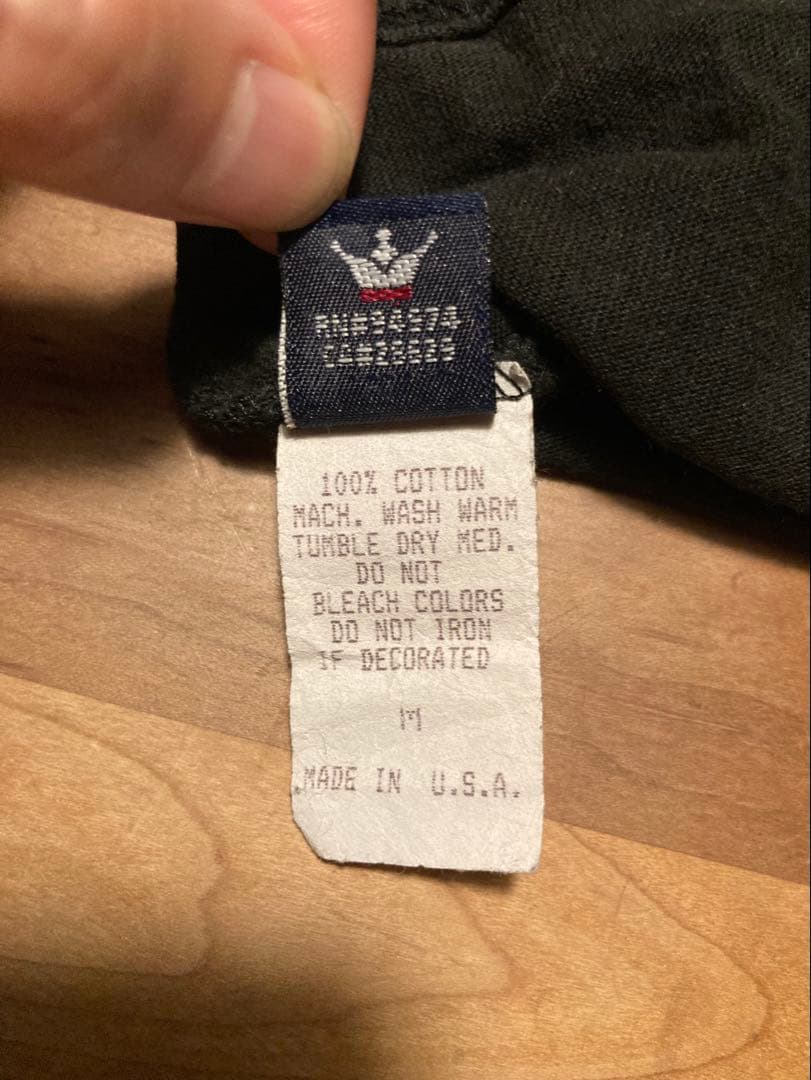 100% COTTON
MACH. WASH WARM
TUMBLE DRY MED.
DO NOT
BLEACH COLORS
DO NOT IRON
IF DECORATED
M
MADE IN U.S.A.